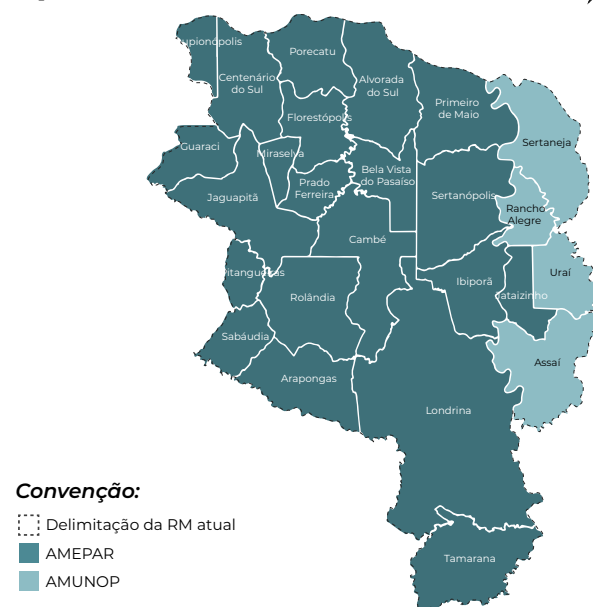 upionópolis
Porecatu
Centenário
do Sul
Alvorada
do Sul
Primeiro
de Maio
Florestópolis
Sertaneja
Guaraci
Miraselva
Bela Vista
do Pasaíso
Prado
Ferreira
Jaguapitã
Sertanópolis
Rancho
Alegre
Cambé
Pitangueiras
Uraí
Ibiporã
Jataizinho
Rolândia
Sabáudia
Assaí
Arapongas
Londrina
Tamarana
Convenção:
Delimitação da RM atual
AMEPAR
AMUNOP